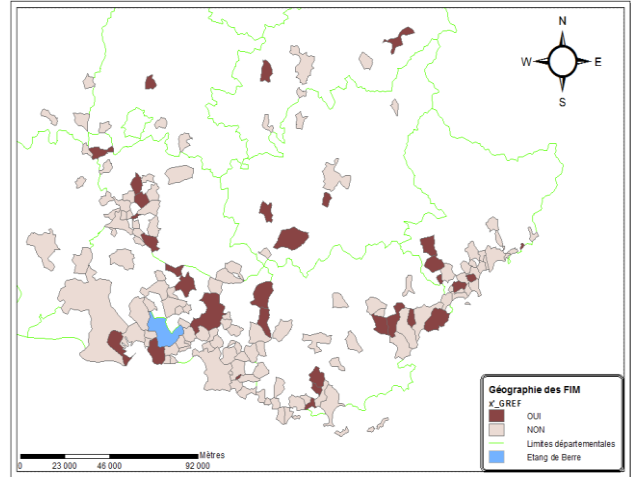 N
W E
S
Géographie des FIM
x'_GREF
OUI
NON
Limites départementales
Etang de Berre
Mètres
0 23 000 46 000 92 000